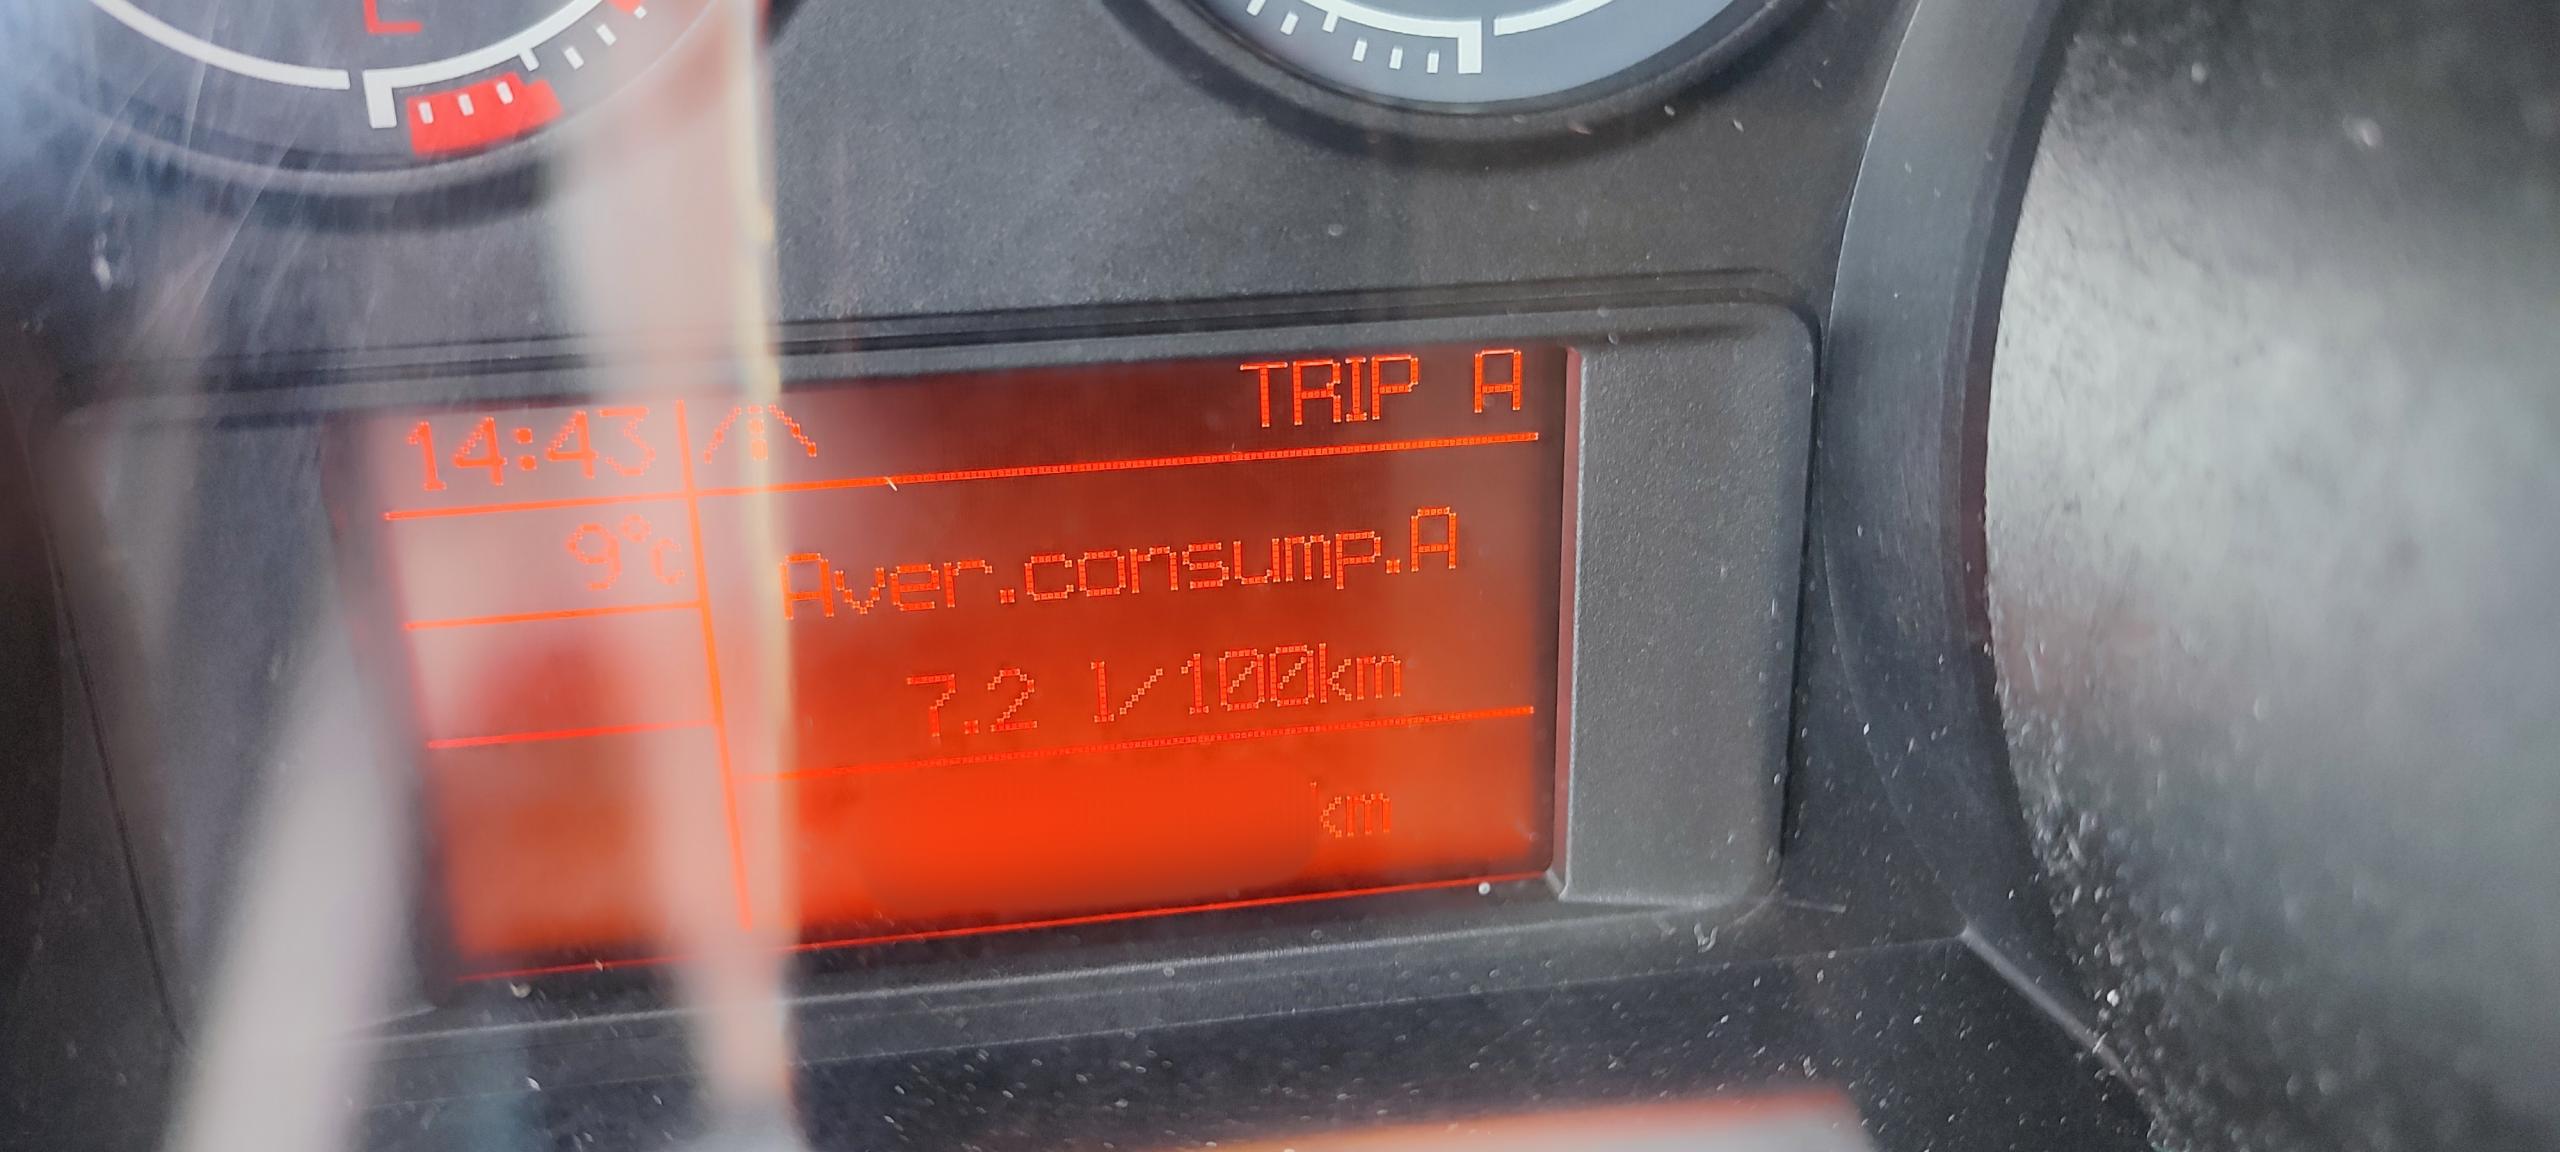 TRIP A
14:43
9°C
Aver.consump.A
7.2 l/100km
km